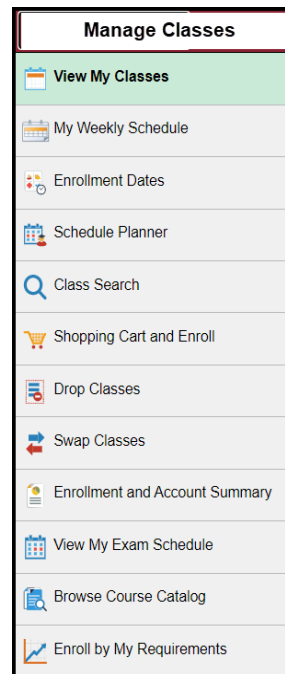 Manage Classes
View My Classes
My Weekly Schedule
Enrollment Dates
Schedule Planner
Class Search
Shopping Cart and Enroll
Drop Classes
Swap Classes
Enrollment and Account Summary
View My Exam Schedule
Browse Course Catalog
Enroll by My Requirements